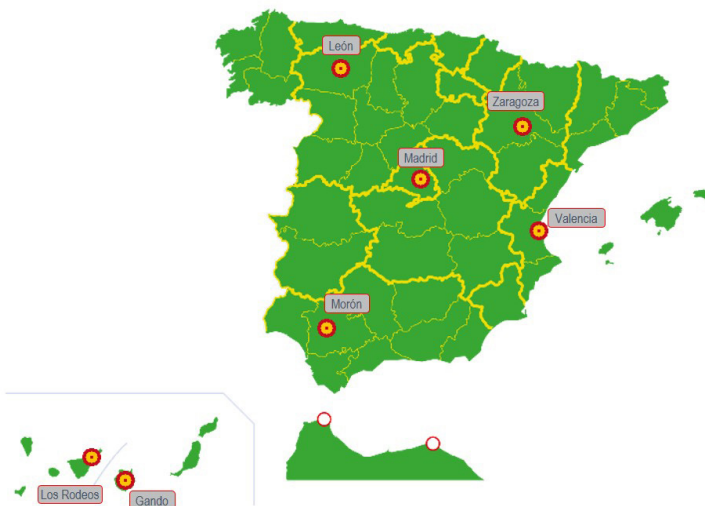 León
Zaragoza
Madrid
Valencia
Morón
Los Rodeos
Gando